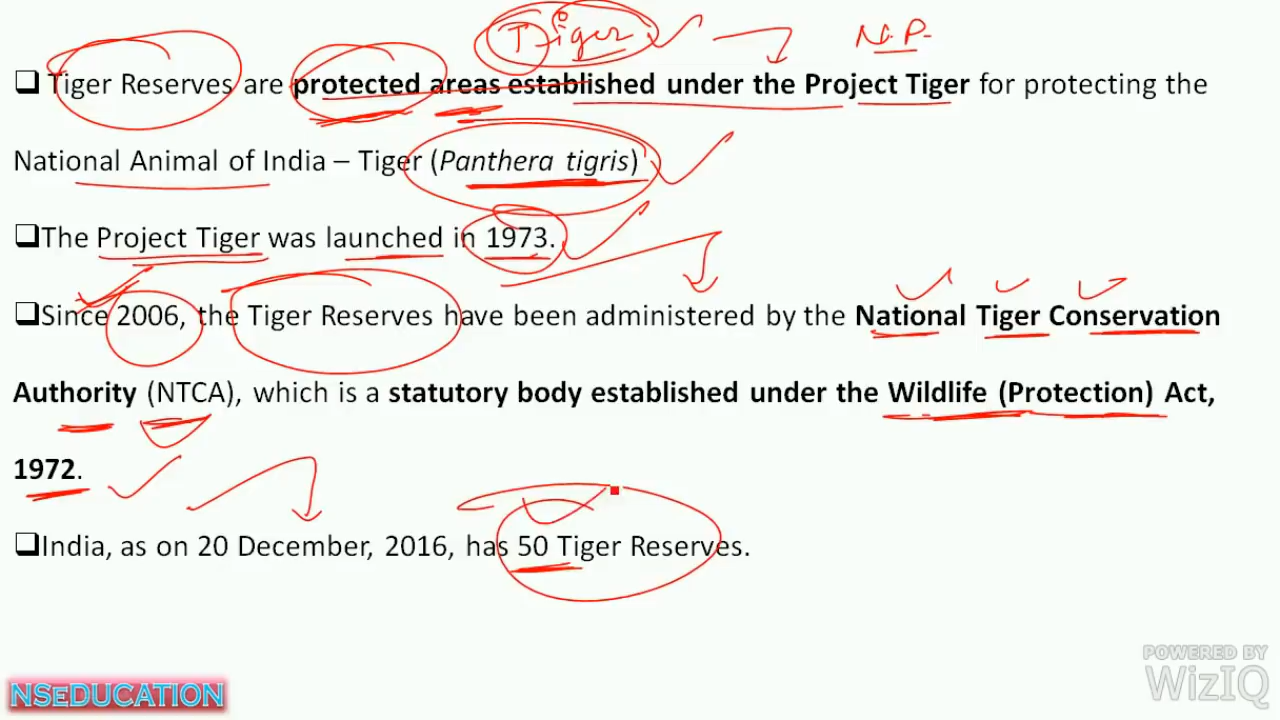 Tiger N.P.
Tiger Reserves are protected areas established under the Project Tiger for protecting the
National Animal of India – Tiger (Panthera tigris)
The Project Tiger was launched in 1973.
Since 2006, the Tiger Reserves have been administered by the National Tiger Conservation
Authority (NTCA), which is a statutory body established under the Wildlife (Protection) Act,
1972.
India, as on 20 December, 2016, has 50 Tiger Reserves.
POWERED BY
WizIQ
NSEDUCATION